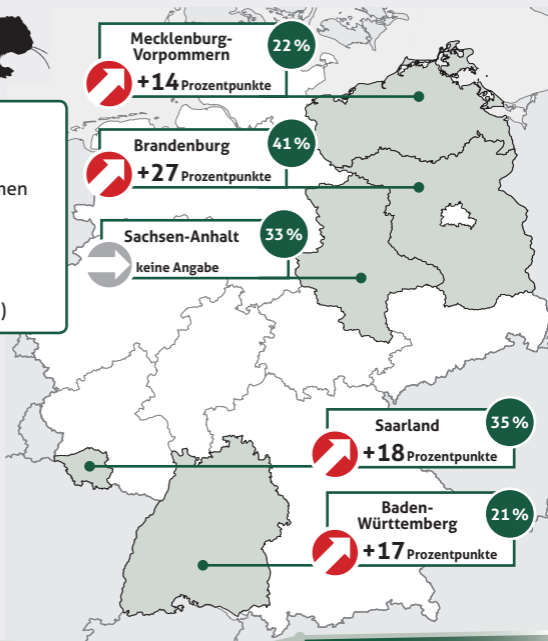 Mecklenburg-
Vorpommern
22 %
+14 Prozentpunkte
Brandenburg
41 %
+27 Prozentpunkte
Sachsen-Anhalt
33 %
keine Angabe
)
Saarland
35 %
+18 Prozentpunkte
Baden-
Württemberg
21 %
+17 Prozentpunkte